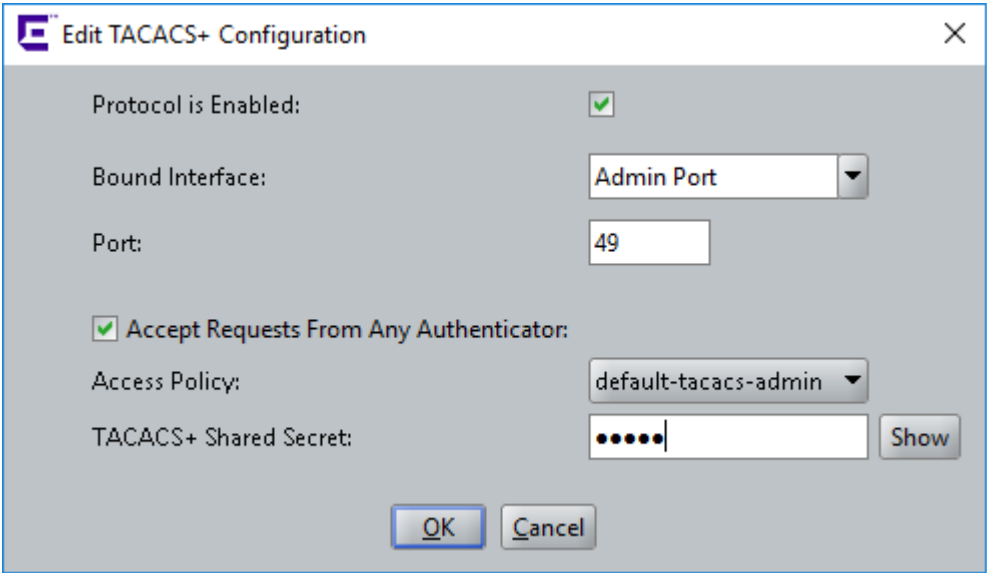 Edit TACACS+ Configuration
Protocol is Enabled:
Bound Interface: Admin Port
Port: 49
Accept Requests From Any Authenticator:
Access Policy: default-tacacs-admin
TACACS+ Shared Secret: ●●●●● Show
OK Cancel